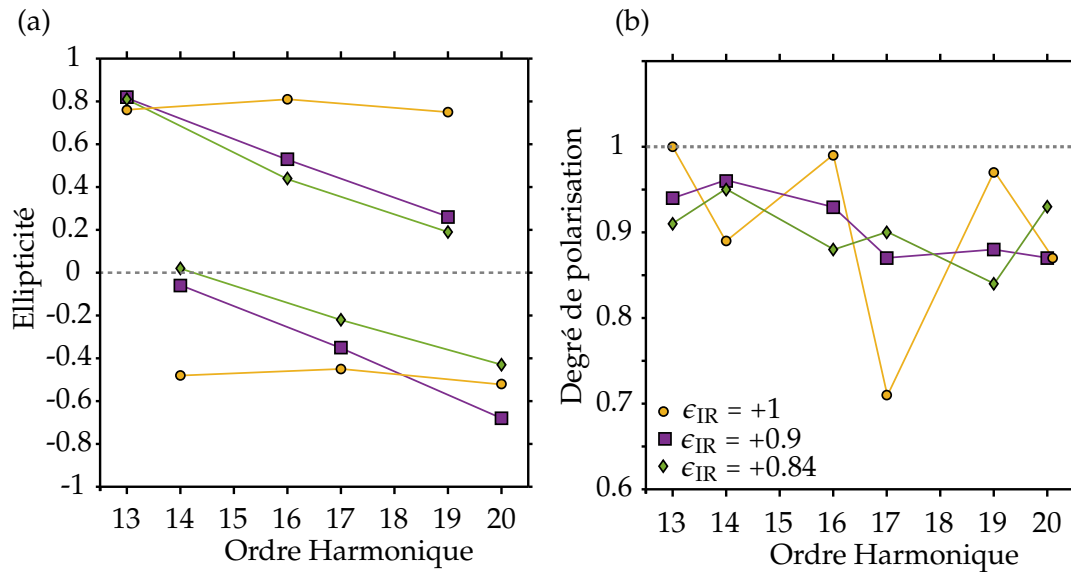 (a)
1
0.8
0.6
0.4
0.2
0
-0.2
-0.4
-0.6
-0.8
-1
Ellipticité
13 14 15 16 17 18 19 20
Ordre Harmonique
(b)
1
0.9
0.8
0.7
0.6
Degré de polarisation
ϵIR = +1
ϵIR = +0.9
ϵIR = +0.84
13 14 15 16 17 18 19 20
Ordre Harmonique